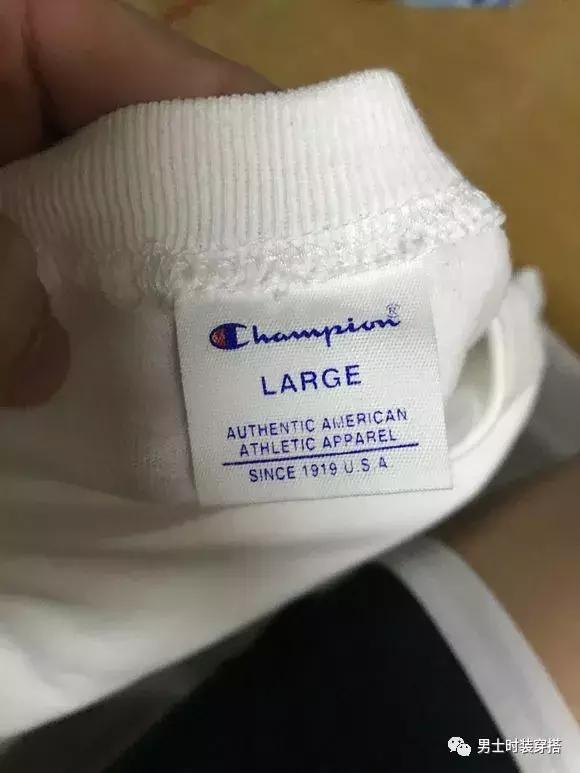 Champion®
LARGE
AUTHENTIC AMERICAN
ATHLETIC APPAREL
SINCE 1919 U.S.A.
男士时装穿搭